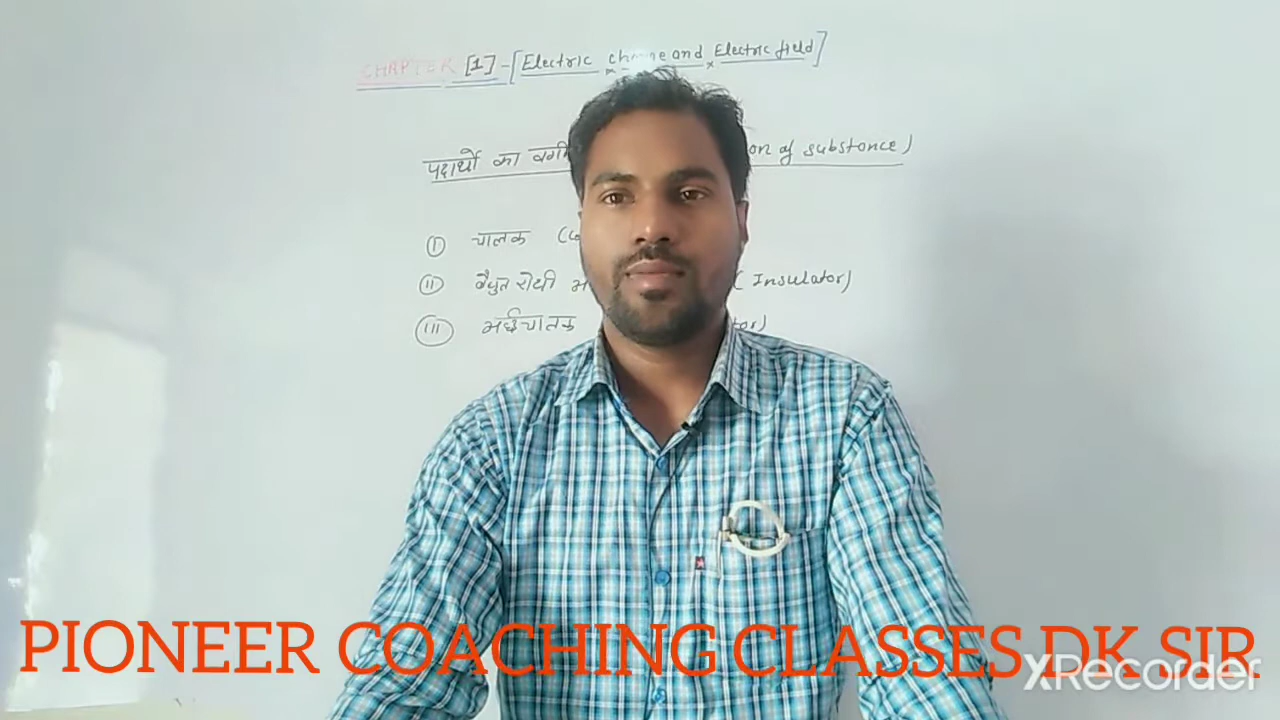 CHAPTER [1]-[Electric charge and Electric field]
पदार्थो का on of substance)
I चालक
II वैधुत रोधी ( Insulator)
III अर्द्धचालक
PIONEER COACHING CLASSES DK SIR
XRecorder